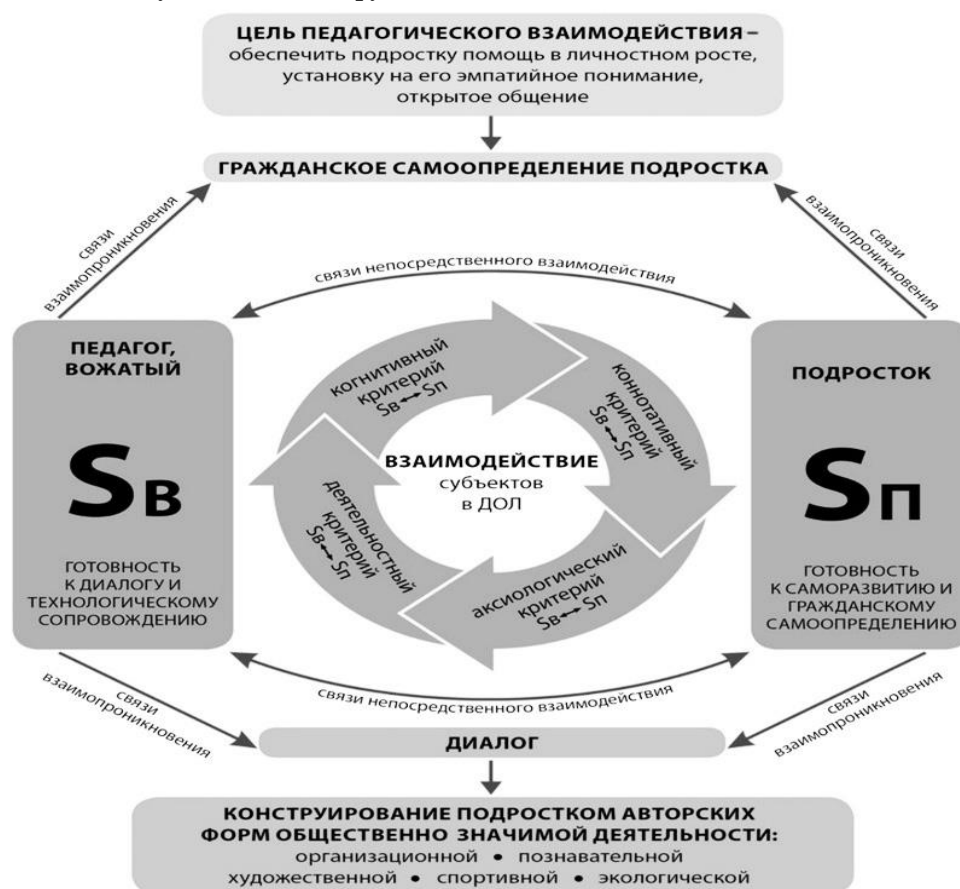 ЦЕЛЬ ПЕДАГОГИЧЕСКОГО ВЗАИМОДЕЙСТВИЯ –
обеспечить подростку помощь в личностном росте,
установку на его эмпатийное понимание,
открытое общение
ГРАЖДАНСКОЕ САМООПРЕДЕЛЕНИЕ ПОДРОСТКА
связи
взаимопроникновения
связи
взаимопроникновения
связи непосредственного взаимодействия
ПЕДАГОГ,
ВОЖАТЫЙ
Sв
ГОТОВНОСТЬ
К ДИАЛОГУ И
ТЕХНОЛОГИЧЕСКОМУ
СОПРОВОЖДЕНИЮ
когнитивный
критерий
Sв Sп
коннотативный
критерий
Sв Sп
ВЗАИМОДЕЙСТВИЕ
субъектов
в ДОЛ
деятельностный
критерий
Sв Sп
аксиологический
критерий
Sв Sп
ПОДРОСТОК
Sп
ГОТОВНОСТЬ
К САМОРАЗВИТИЮ И
ГРАЖДАНСКОМУ
САМООПРЕДЕЛЕНИЮ
связи непосредственного взаимодействия
связи
взаимопроникновения
связи
взаимопроникновения
ДИАЛОГ
КОНСТРУИРОВАНИЕ ПОДРОСТКОМ АВТОРСКИХ
ФОРМ ОБЩЕСТВЕННО ЗНАЧИМОЙ ДЕЯТЕЛЬНОСТИ:
организационной • познавательной
художественной • спортивной • экологической